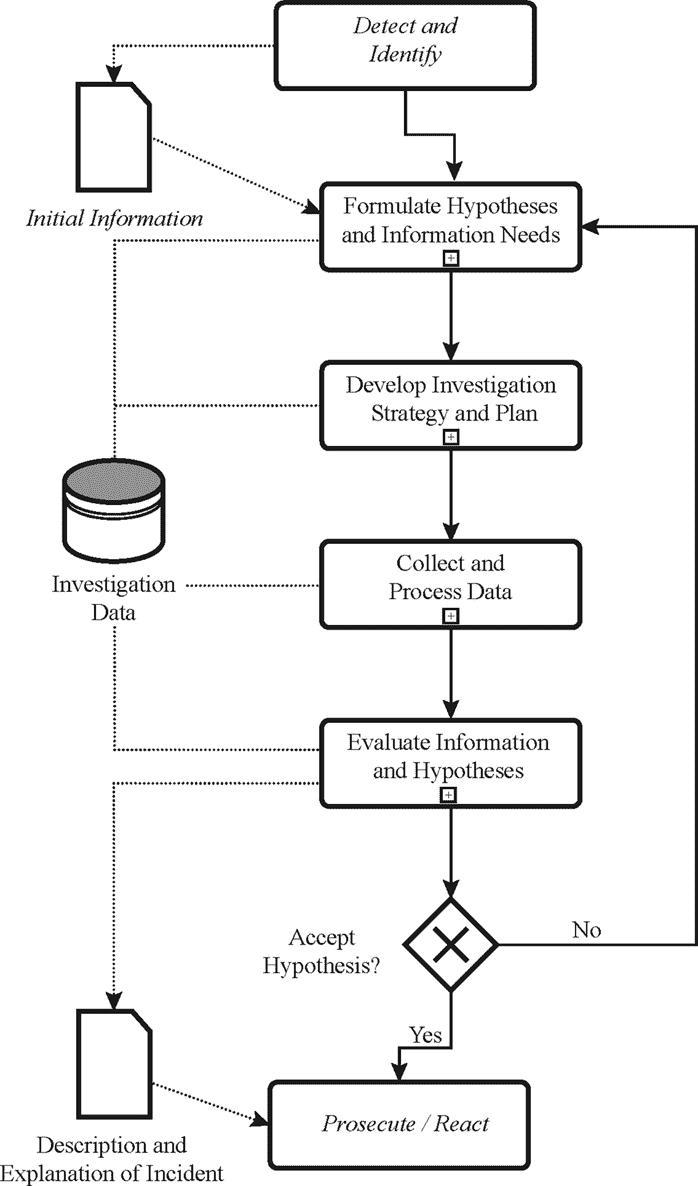 Detect and
Identify
Initial Information
Formulate Hypotheses
and Information Needs
Develop Investigation
Strategy and Plan
Investigation
Data
Collect and
Process Data
Evaluate Information
and Hypotheses
Accept
Hypothesis?
No
Yes
Prosecute / React
Description and
Explanation of Incident